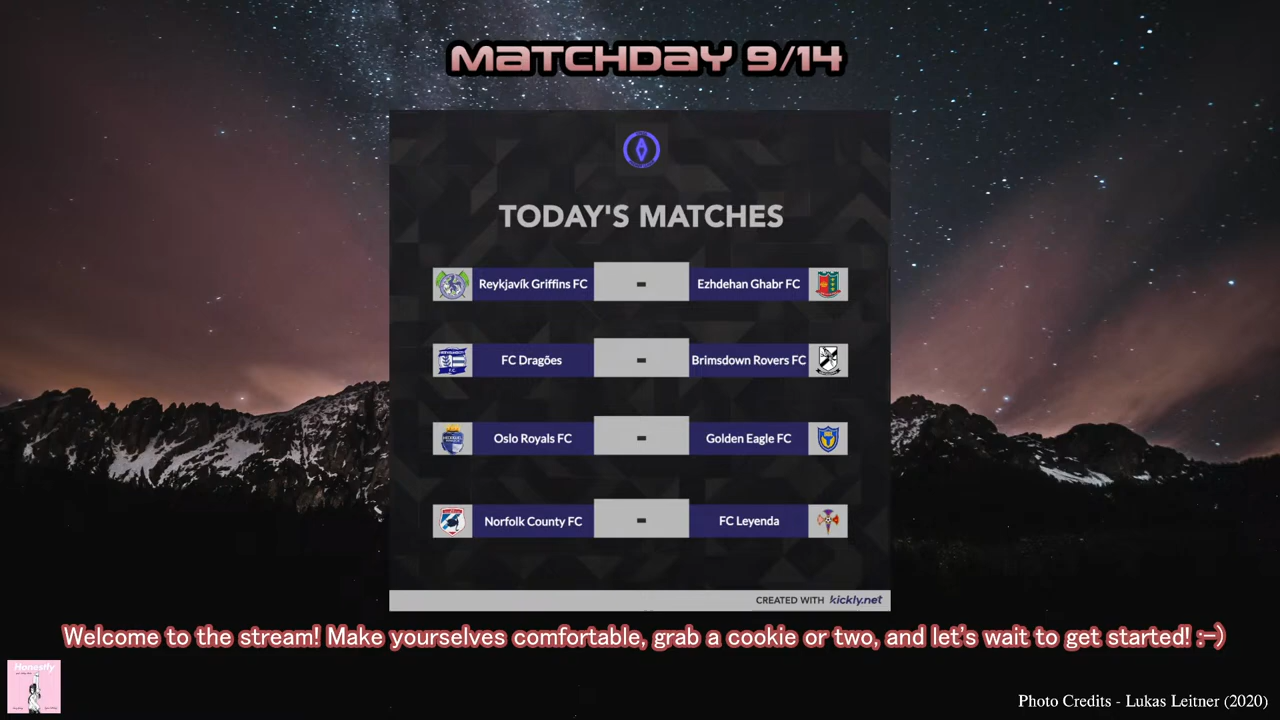 MATCHDAY 9/14
TODAY'S MATCHES
Reykjavík Griffins FC - Ezhdehan Ghabr FC
FC Dragões - Brimsdown Rovers FC
Oslo Royals FC - Golden Eagle FC
Norfolk County FC - FC Leyenda
CREATED WITH kickly.net
Welcome to the stream! Make yourselves comfortable, grab a cookie or two, and let's wait to get started! :-)
Honestly
Photo Credits - Lukas Leitner (2020)